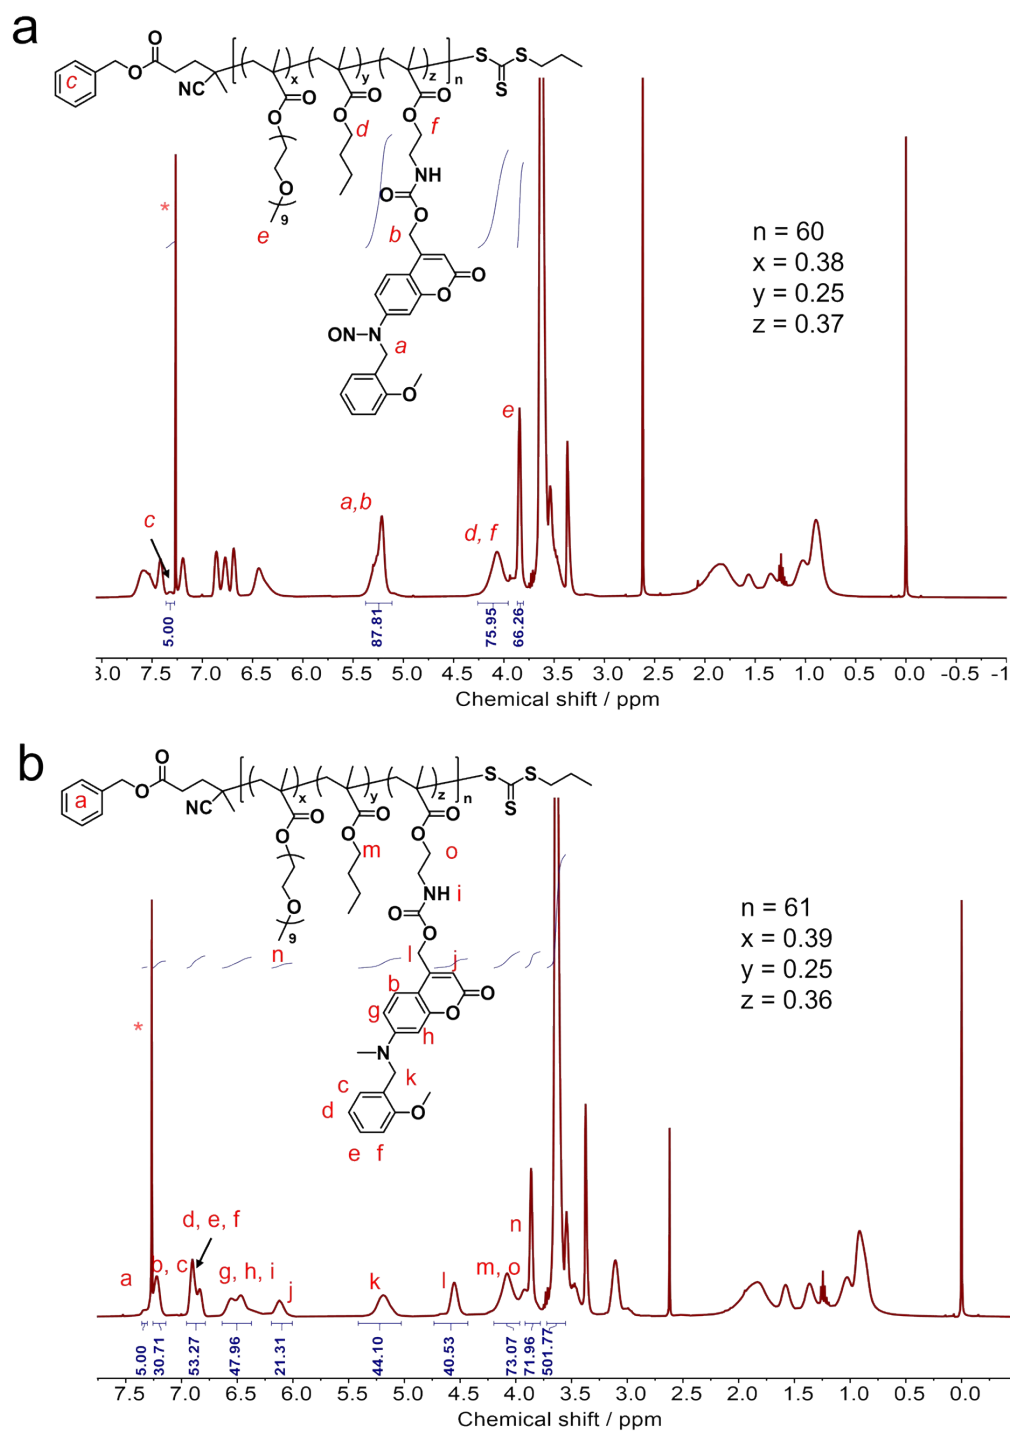 a
O
O
c
NC
x
y
z
n
S
S
S
O
O
O
O
O
O
d
f
O
9
e
NH
O
O
b
O
O
ON
N
a
O
*
n = 60
x = 0.38
y = 0.25
z = 0.37
e
a,b
c
d, f
5.00
87.81
75.95
66.26
3.0 7.5 7.0 6.5 6.0 5.5 5.0 4.5 4.0 3.5 3.0 2.5 2.0 1.5 1.0 0.5 0.0 -0.5 -1
Chemical shift / ppm
b
O
O
a
NC
x
y
z
n
S
S
S
O
O
O
O
O
O
m
o
O
9
n
NH
i
O
O
l
j
b
O
O
g
h
N
k
c
d
O
e
f
*
n = 61
x = 0.39
y = 0.25
z = 0.36
d, e, f
n
a
b, c
g, h, i
j
k
l
m, o
5.00
30.71
53.27
47.96
21.31
44.10
40.53
73.07
71.96
501.77
7.5 7.0 6.5 6.0 5.5 5.0 4.5 4.0 3.5 3.0 2.5 2.0 1.5 1.0 0.5 0.0
Chemical shift / ppm